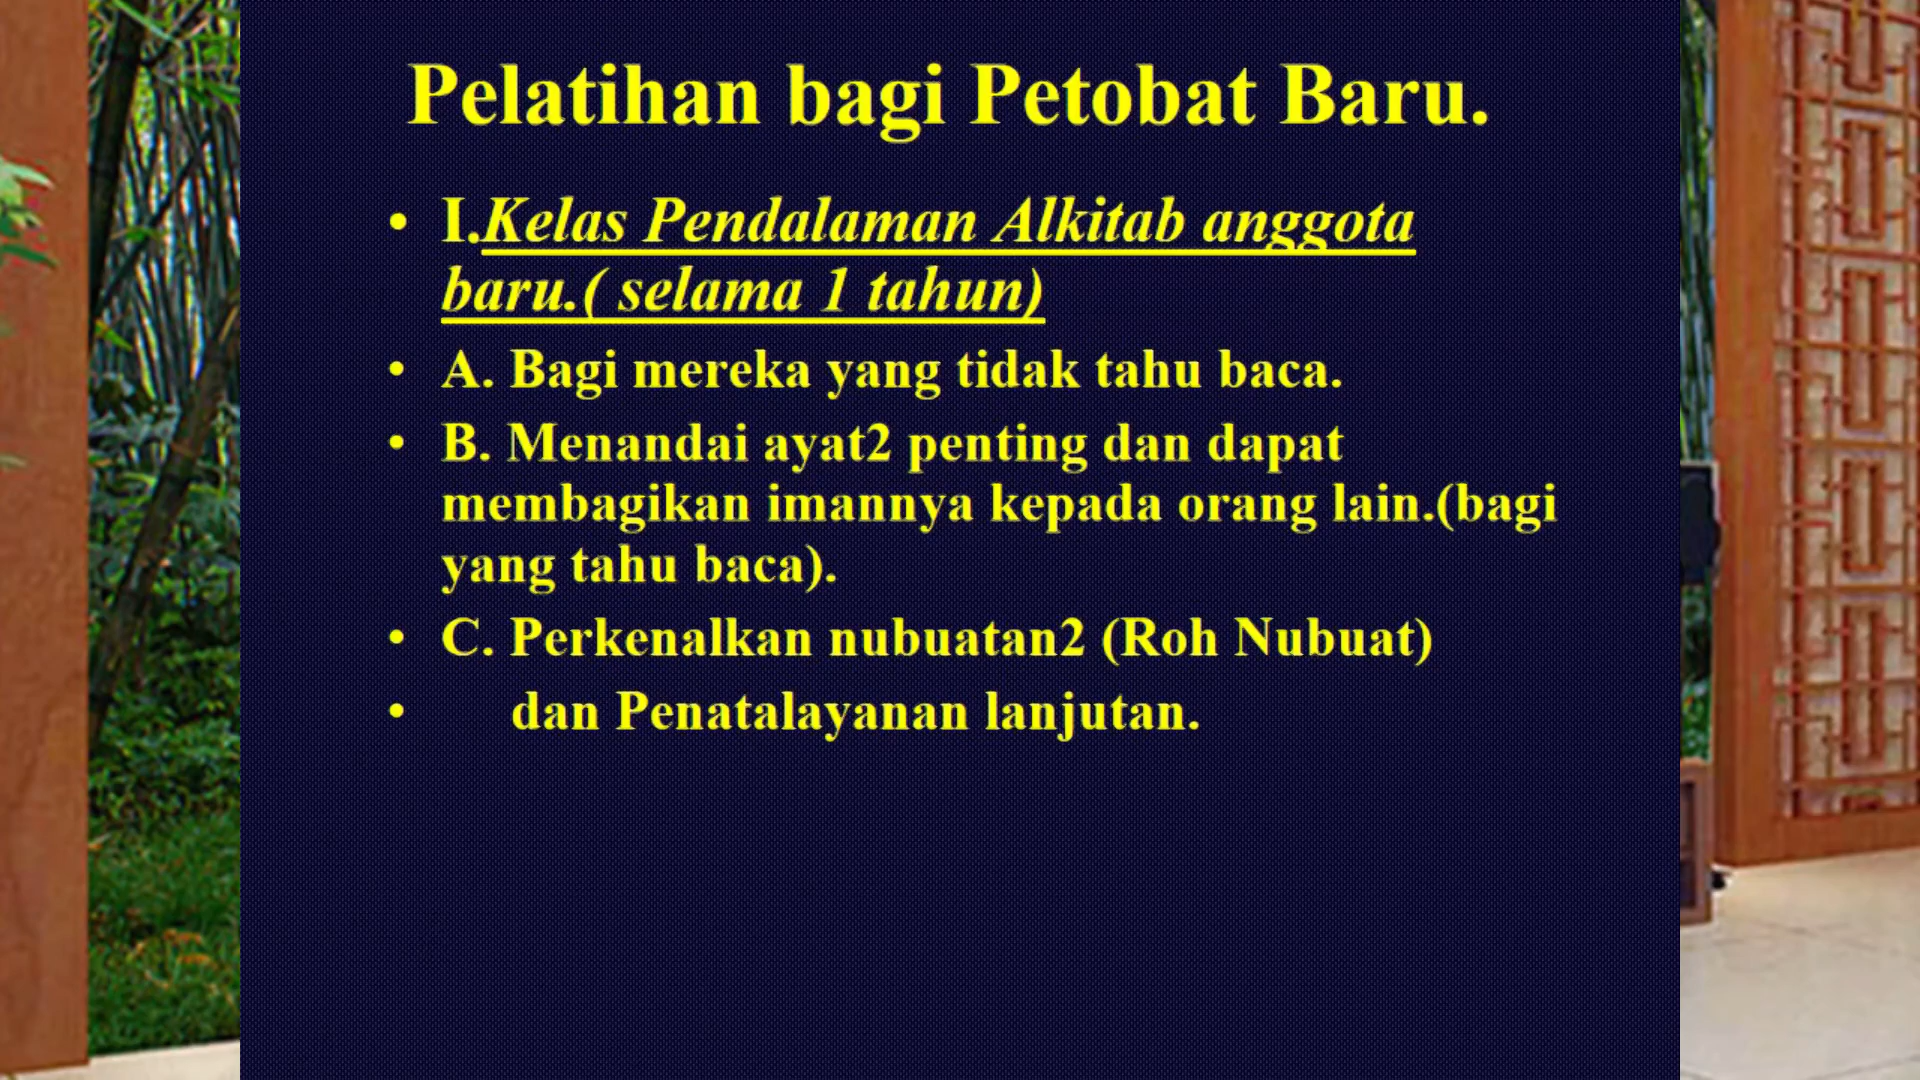 Pelatihan bagi Petobat Baru.
• I.Kelas Pendalaman Alkitab anggota
baru.( selama 1 tahun)
• A. Bagi mereka yang tidak tahu baca.
• B. Menandai ayat2 penting dan dapat
membagikan imannya kepada orang lain.(bagi
yang tahu baca).
• C. Perkenalkan nubuatan2 (Roh Nubuat)
• dan Penatalayanan lanjutan.